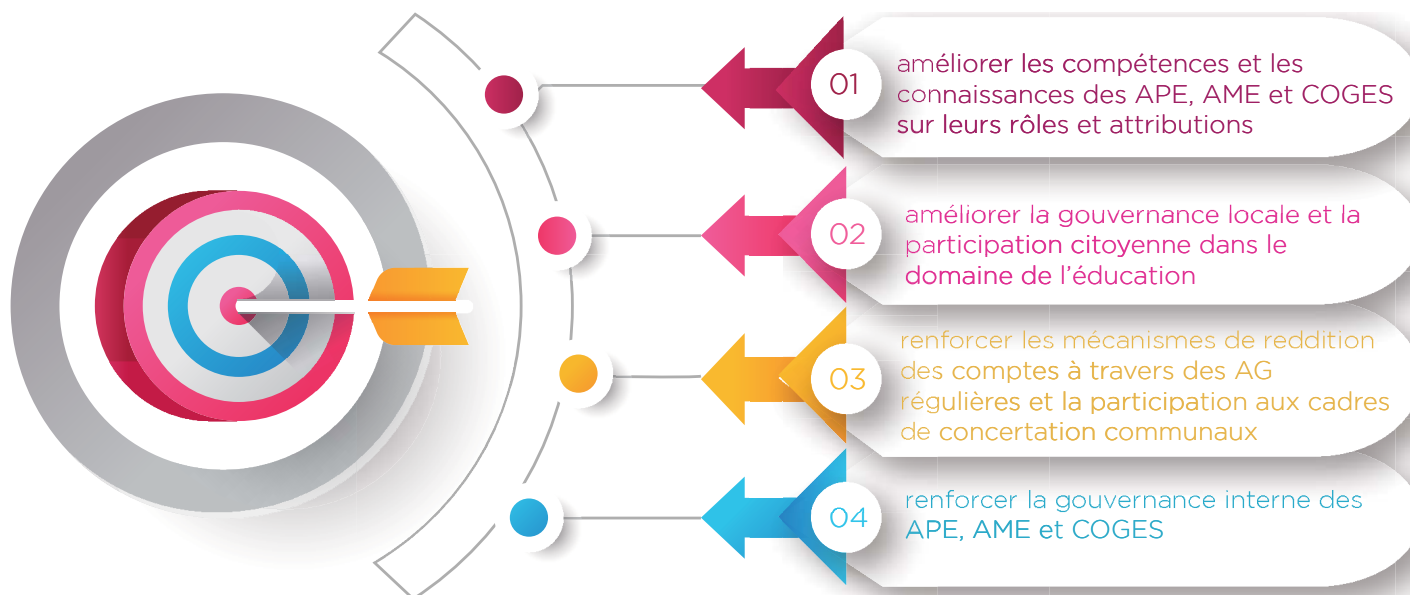 01
améliorer les compétences et les
connaissances des APE, AME et COGES
sur leurs rôles et attributions
02
améliorer la gouvernance locale et la
participation citoyenne dans le
domaine de l'éducation
03
renforcer les mécanismes de reddition
des comptes à travers des AG
régulières et la participation aux cadres
de concertation communaux
04
renforcer la gouvernance interne des
APE, AME et COGES